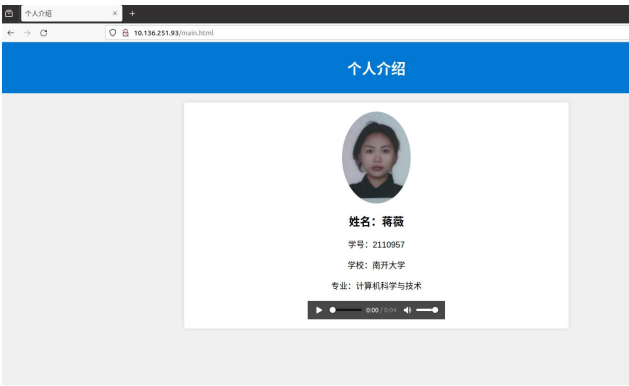 个人介绍
10.136.251.93/main.html
个人介绍
姓名：蒋薇
学号：2110957
学校：南开大学
专业：计算机科学与技术
0:00 / 0:04